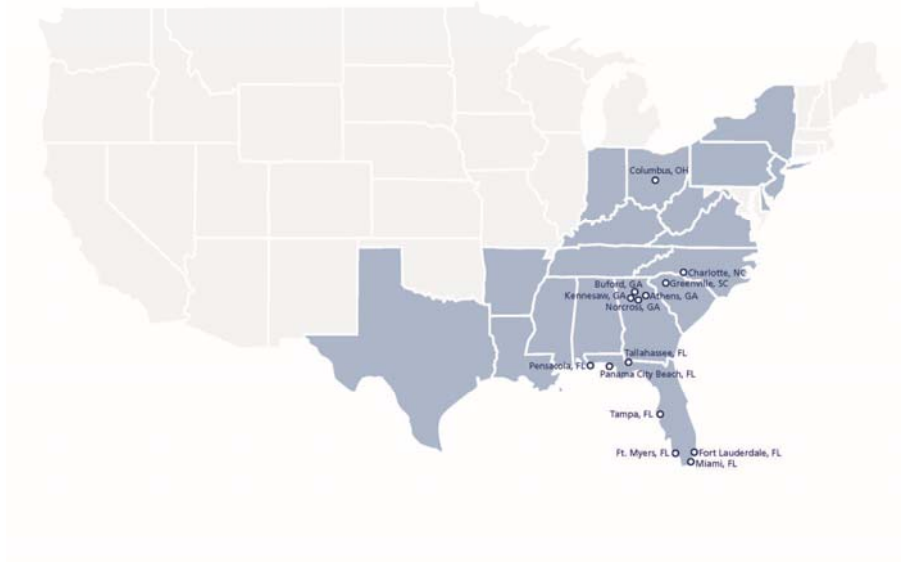 Columbus, OH
Charlotte, NC
Greenville, SC
Buford, GA
Kennesaw, GA
Athens, GA
Norcross, GA
Tallahassee, FL
Pensacola, FL
Panama City Beach, FL
Tampa, FL
Ft. Myers, FL
Fort Lauderdale, FL
Miami, FL